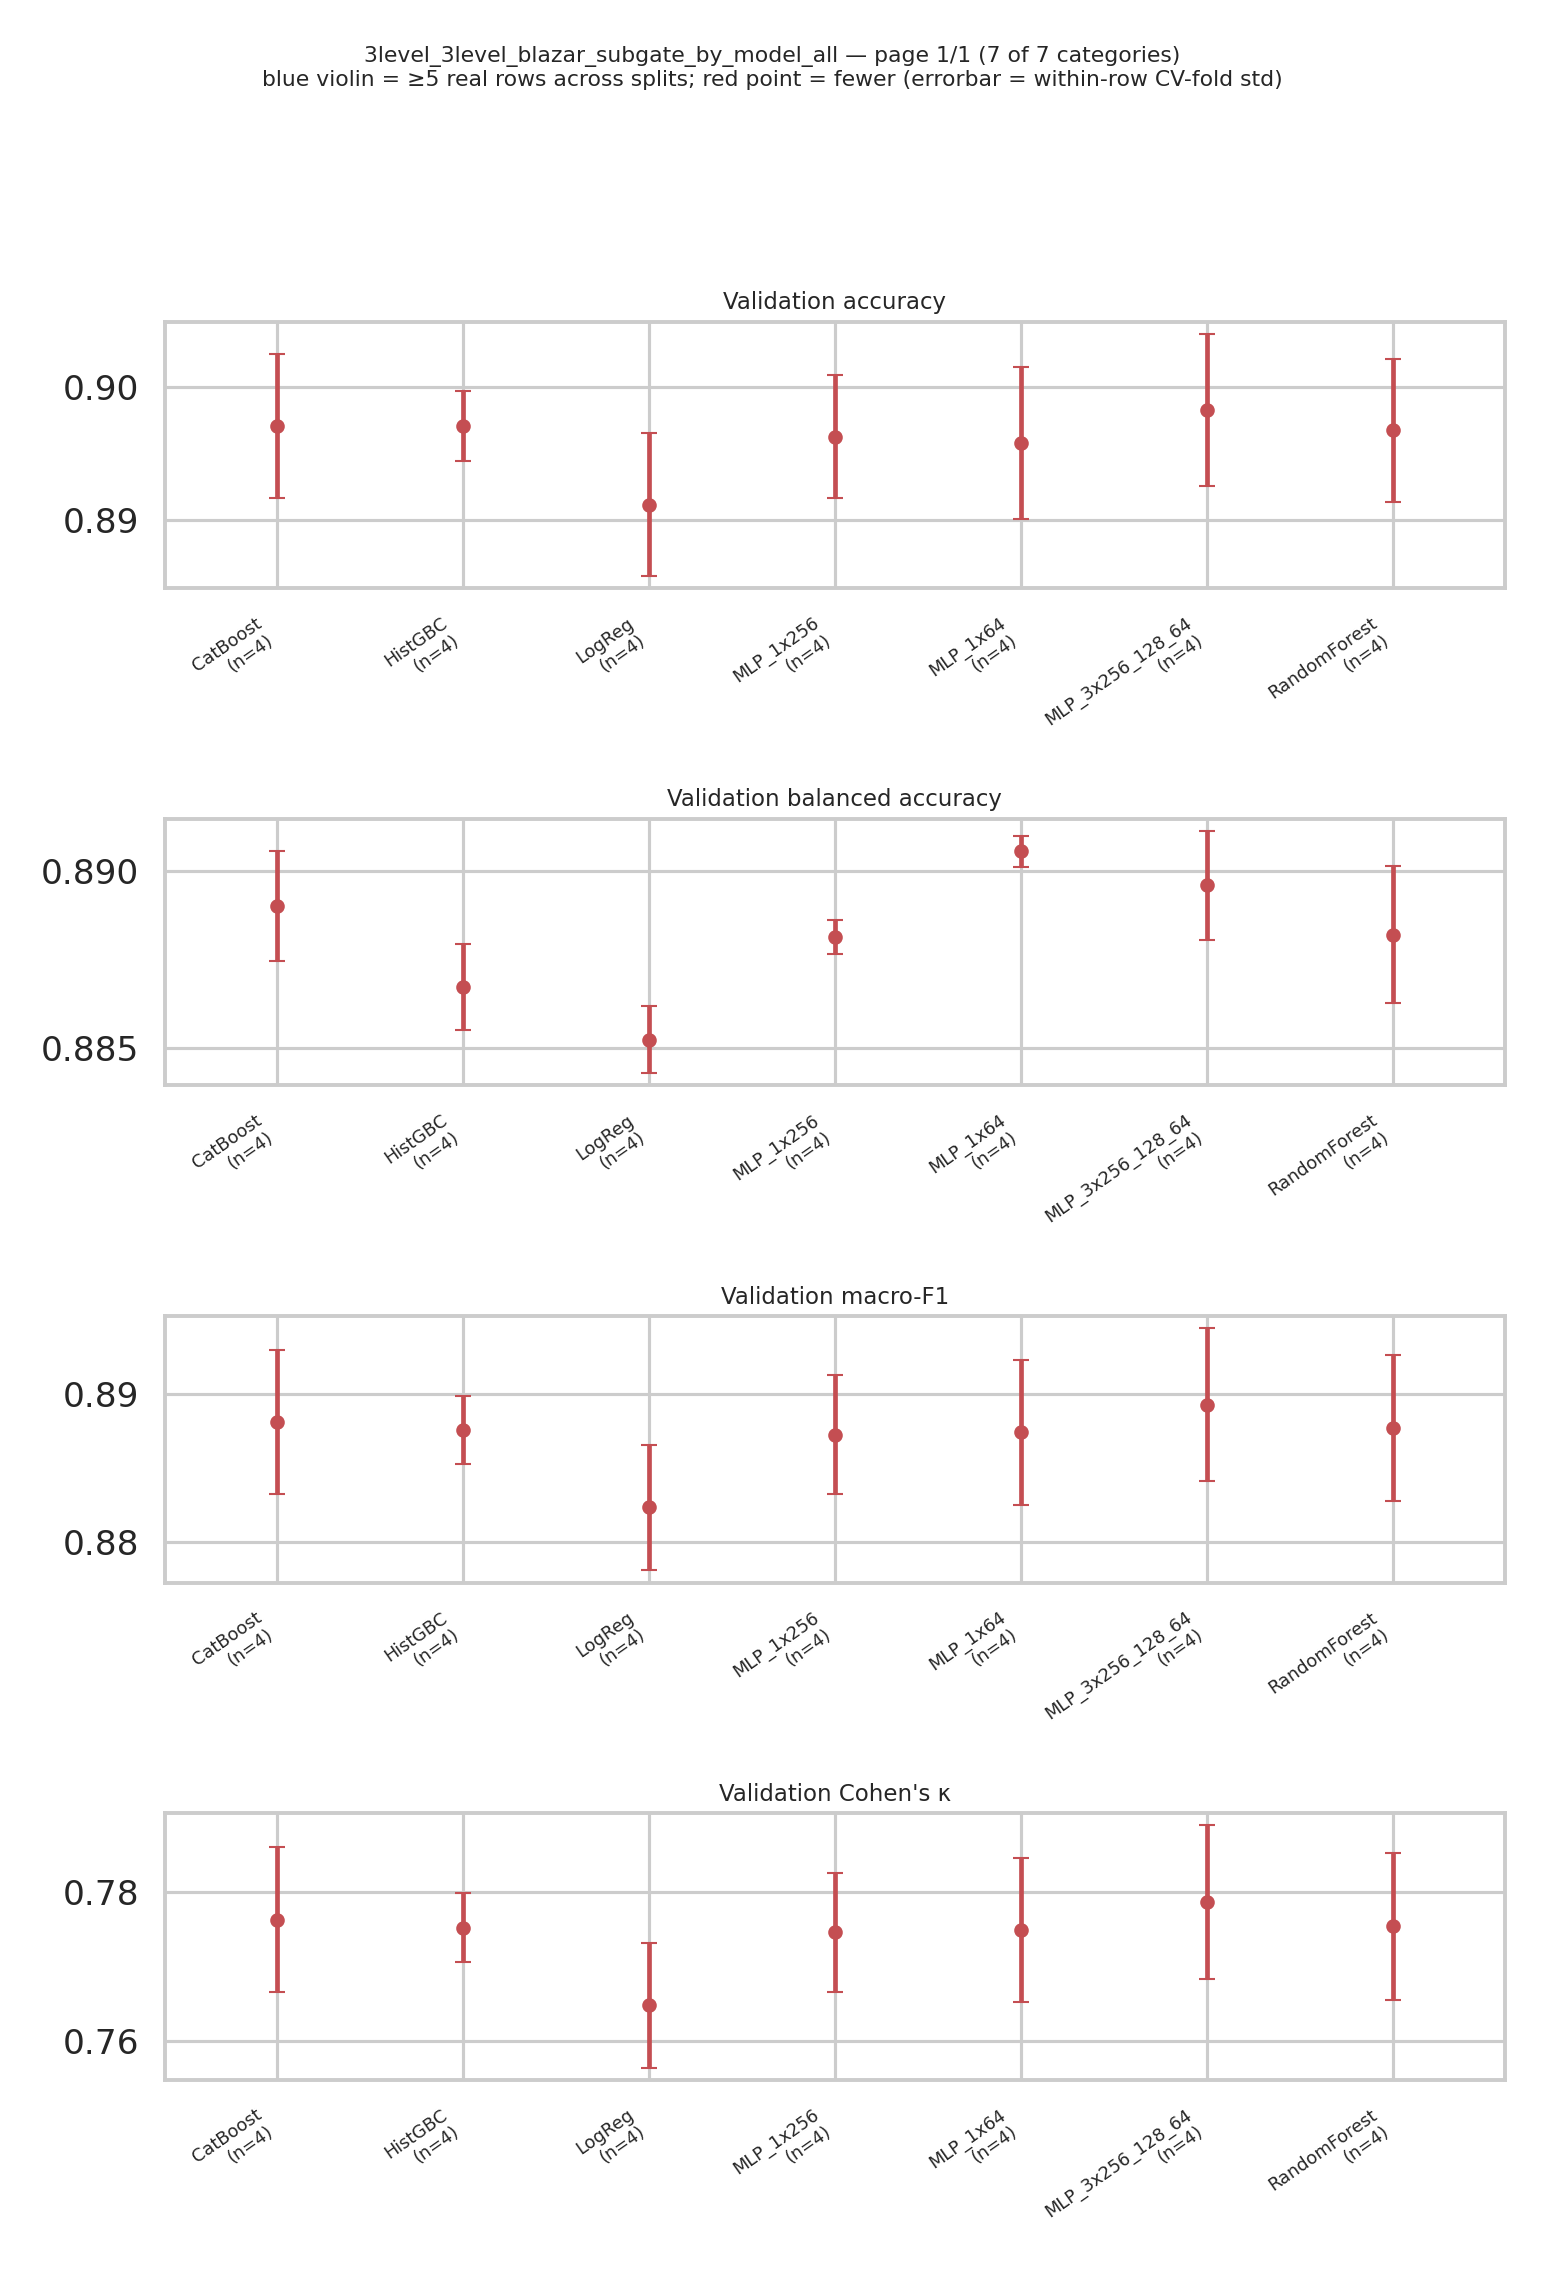 3level_3level_blazar_subgate_by_model_all — page 1/1 (7 of 7 categories)
blue violin = ≥5 real rows across splits; red point = fewer (errorbar = within-row CV-fold std)
Validation accuracy
0.90
0.89
CatBoost
(n=4)
HistGBC
(n=4)
LogReg
(n=4)
MLP_1x256
(n=4)
MLP_1x64
(n=4)
MLP_3x256_128_64
(n=4)
RandomForest
(n=4)
Validation balanced accuracy
0.890
0.885
CatBoost
(n=4)
HistGBC
(n=4)
LogReg
(n=4)
MLP_1x256
(n=4)
MLP_1x64
(n=4)
MLP_3x256_128_64
(n=4)
RandomForest
(n=4)
Validation macro-F1
0.89
0.88
CatBoost
(n=4)
HistGBC
(n=4)
LogReg
(n=4)
MLP_1x256
(n=4)
MLP_1x64
(n=4)
MLP_3x256_128_64
(n=4)
RandomForest
(n=4)
Validation Cohen's κ
0.78
0.76
CatBoost
(n=4)
HistGBC
(n=4)
LogReg
(n=4)
MLP_1x256
(n=4)
MLP_1x64
(n=4)
MLP_3x256_128_64
(n=4)
RandomForest
(n=4)